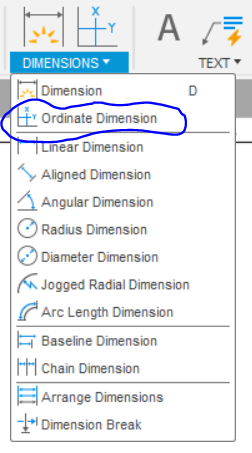 X
Y
A
DIMENSIONS ▾
TEXT ▾
Dimension D
X
Y
Ordinate Dimension
Linear Dimension
Aligned Dimension
Angular Dimension
Radius Dimension
Diameter Dimension
Jogged Radial Dimension
Arc Length Dimension
Baseline Dimension
Chain Dimension
Arrange Dimensions
Dimension Break